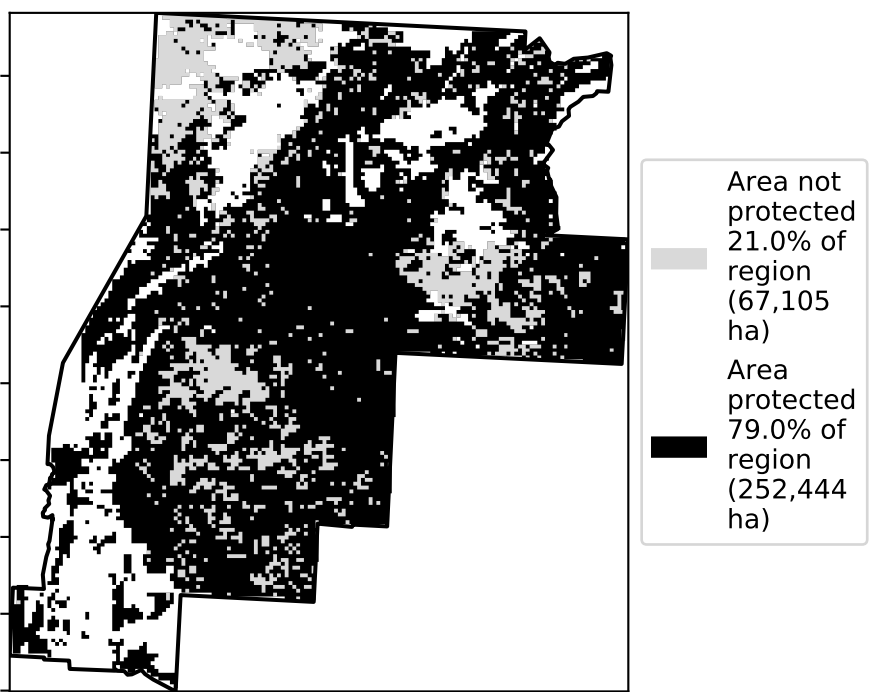 Area not
protected
21.0% of
region
(67,105
ha)
Area
protected
79.0% of
region
(252,444
ha)